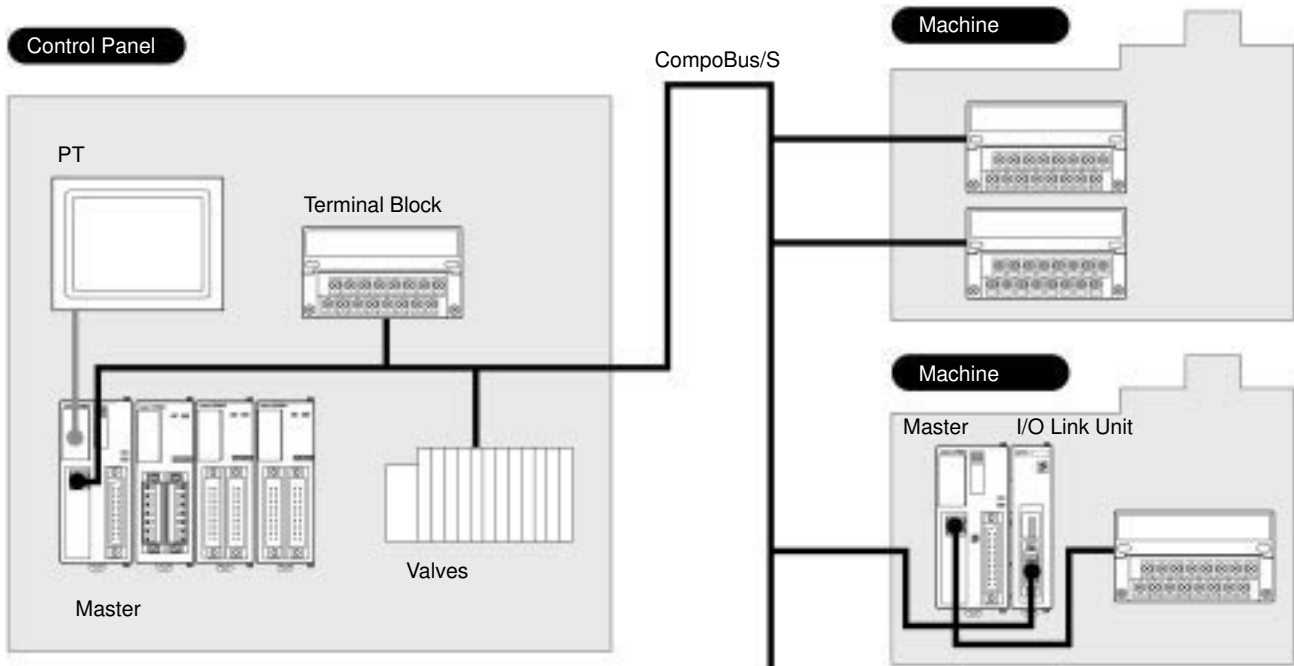 Control Panel
PT
Terminal Block
Valves
Master
CompoBus/S
Machine
Machine
Master
I/O Link Unit